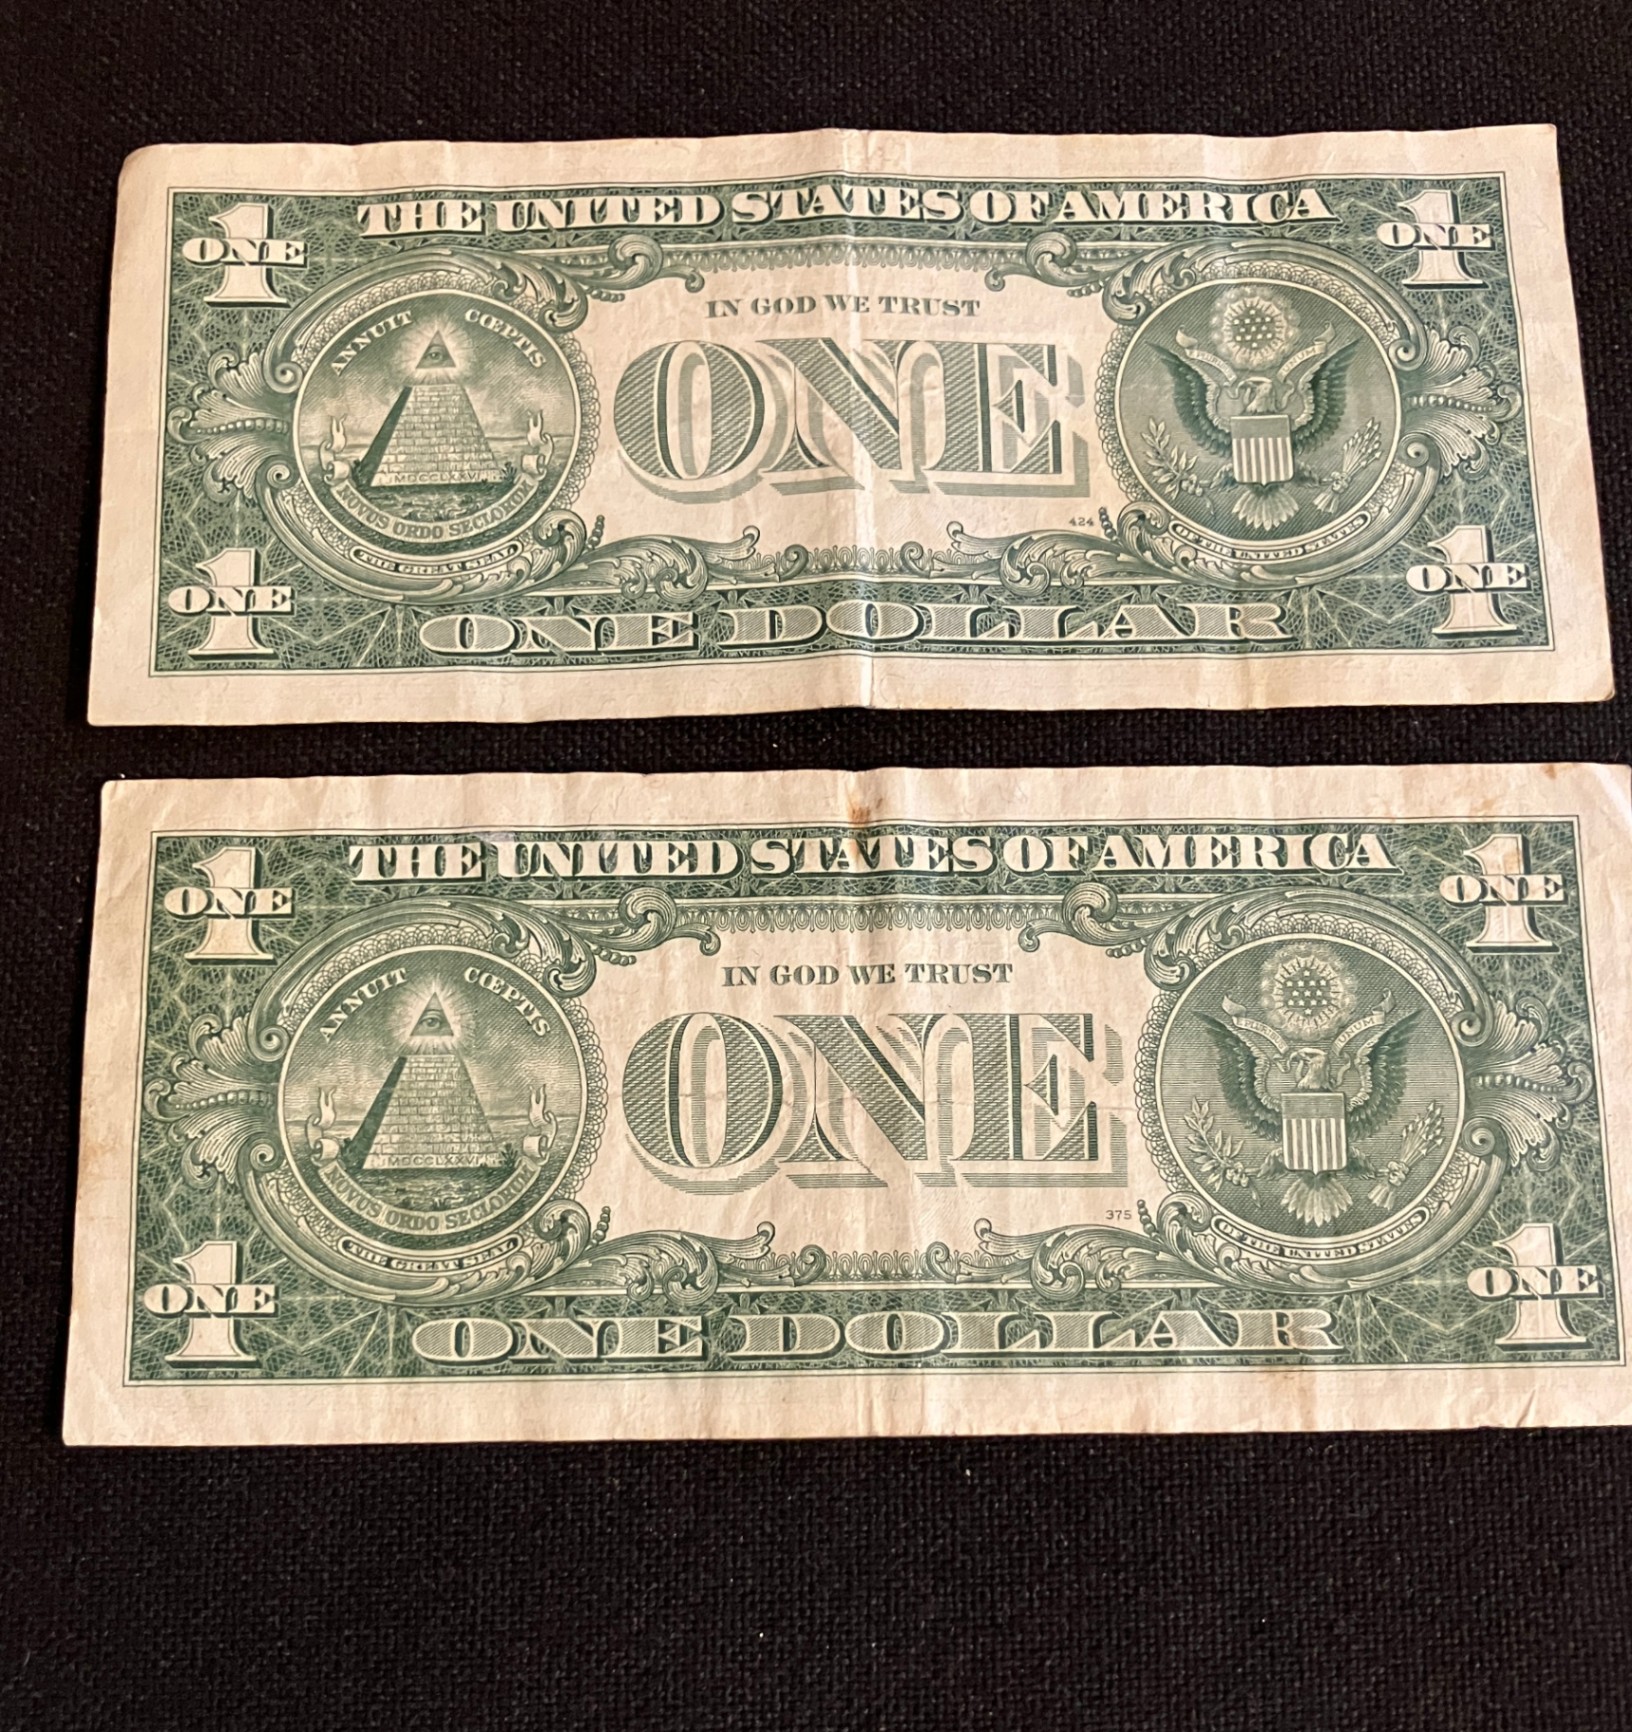 THE UNITED STATES OF AMERICA
1 ONE
1 ONE
IN GOD WE TRUST
ANNUIT CŒPTIS
ONE
MDCCLXXVI
NOVUS ORDO SECLORUM
424
THE GREAT SEAL
OF THE UNITED STATES
1 ONE
1 ONE
ONE DOLLAR
THE UNITED STATES OF AMERICA
1 ONE
1 ONE
IN GOD WE TRUST
ANNUIT CŒPTIS
ONE
MDCCLXXVI
NOVUS ORDO SECLORUM
375
THE GREAT SEAL
OF THE UNITED STATES
1 ONE
1 ONE
ONE DOLLAR